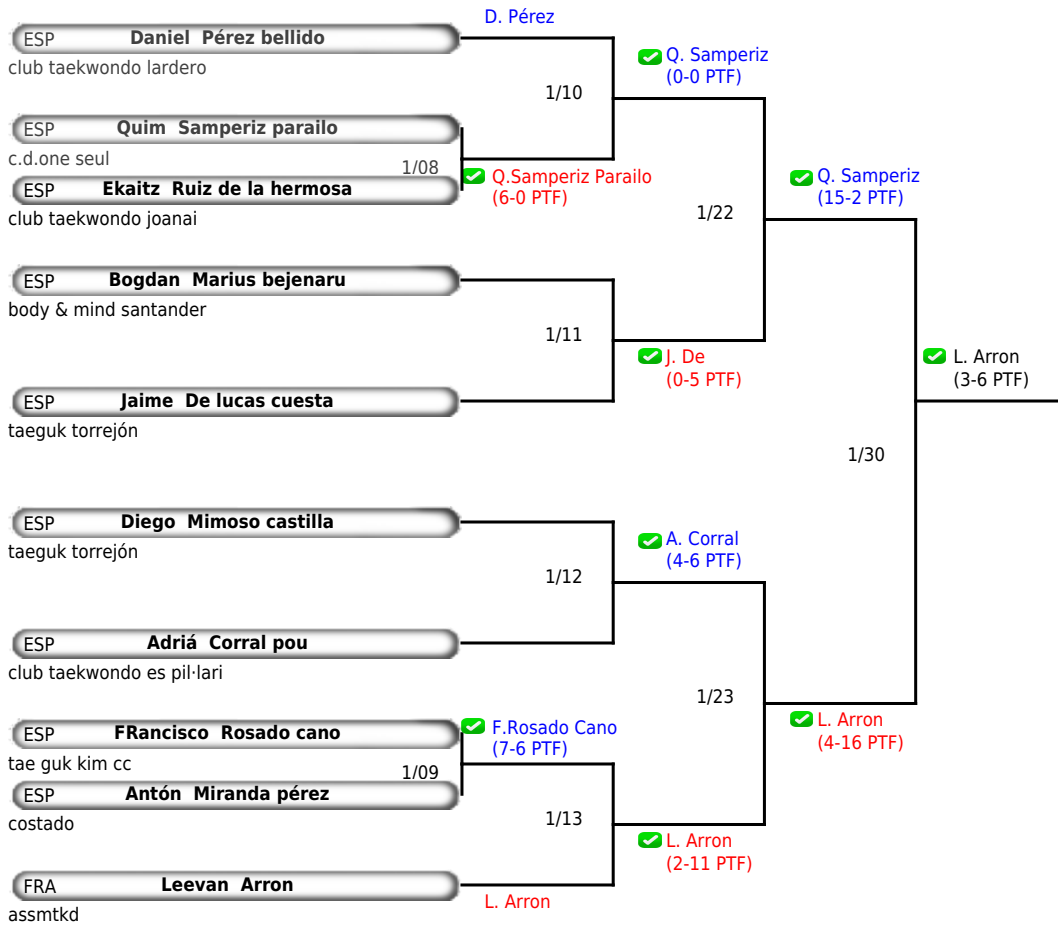 D. Pérez
ESP Daniel Pérez bellido
club taekwondo lardero
Q. Samperiz
(0-0 PTF)
1/10
ESP Quim Samperiz parailo
c.d.one seul
1/08
Q.Samperiz Parailo
(6-0 PTF)
ESP Ekaitz Ruiz de la hermosa
club taekwondo joanai
Q. Samperiz
(15-2 PTF)
1/22
ESP Bogdan Marius bejenaru
body & mind santander
1/11
J. De
(0-5 PTF)
L. Arron
(3-6 PTF)
ESP Jaime De lucas cuesta
taeguk torrejón
1/30
ESP Diego Mimoso castilla
taeguk torrejón
A. Corral
(4-6 PTF)
1/12
ESP Adriá Corral pou
club taekwondo es pil·lari
1/23
L. Arron
(4-16 PTF)
ESP FRancisco Rosado cano
tae guk kim cc
F.Rosado Cano
(7-6 PTF)
1/09
ESP Antón Miranda pérez
costado
1/13
L. Arron
(2-11 PTF)
FRA Leevan Arron
assmtkd
L. Arron